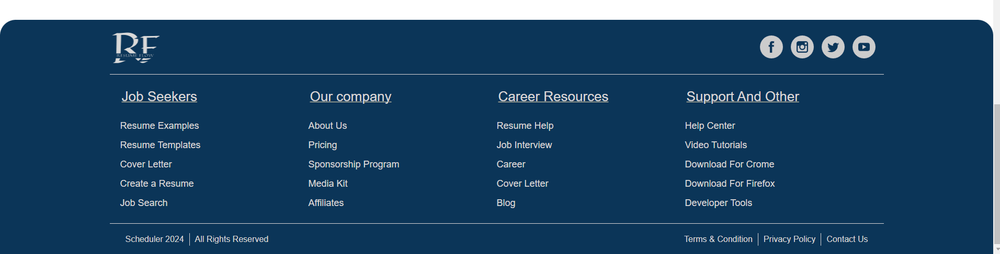 RF
RESUME FLOW
Job Seekers
Resume Examples
Resume Templates
Cover Letter
Create a Resume
Job Search
Our company
About Us
Pricing
Sponsorship Program
Media Kit
Affiliates
Career Resources
Resume Help
Job Interview
Career
Cover Letter
Blog
Support And Other
Help Center
Video Tutorials
Download For Crome
Download For Firefox
Developer Tools
Scheduler 2024 | All Rights Reserved
Terms & Condition | Privacy Policy | Contact Us